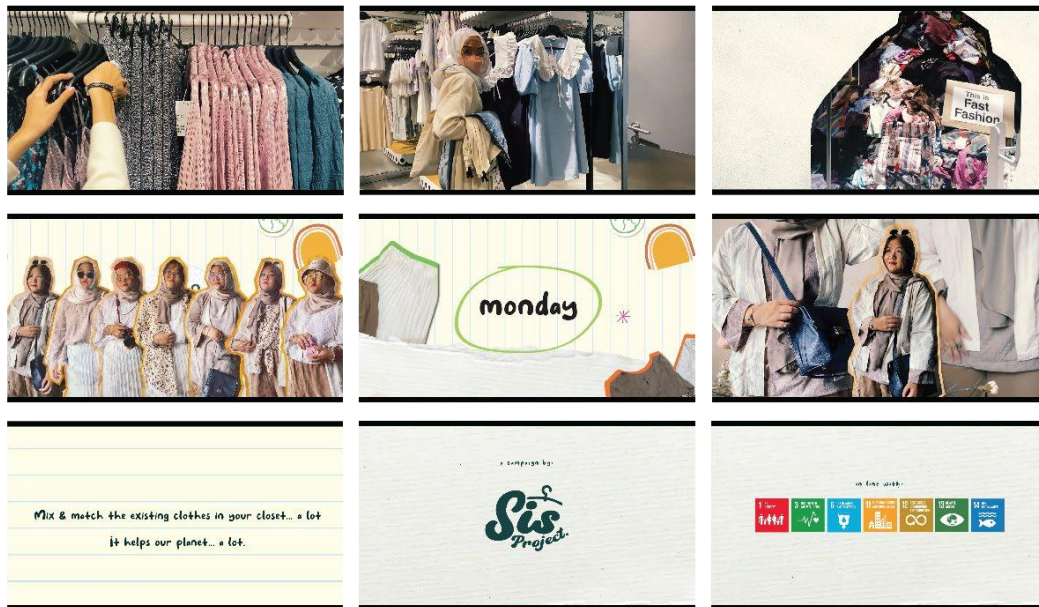 This is
Fast
Fashion
monday
Mix & match the existing clothes in your closet... a lot
it helps our planet... a lot.
a campaign by:
Sis
Project.
in line with: